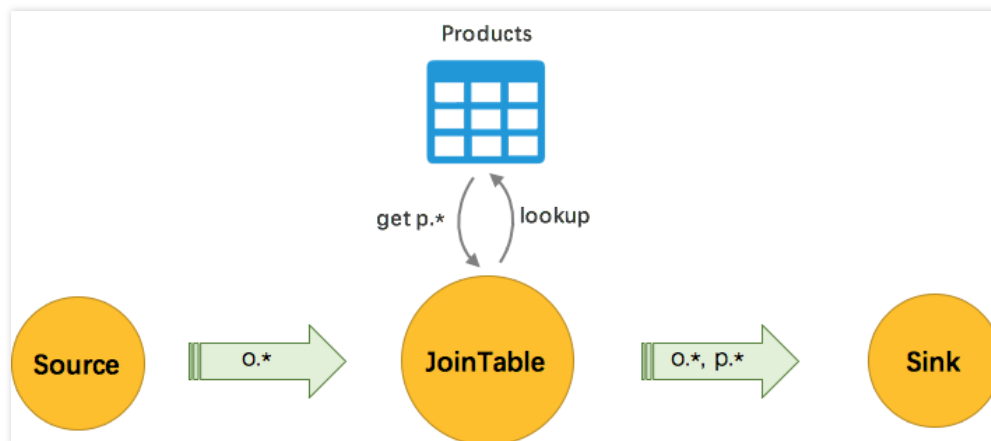 Products
get p.*
lookup
Source
o.*
JoinTable
o.*, p.*
Sink